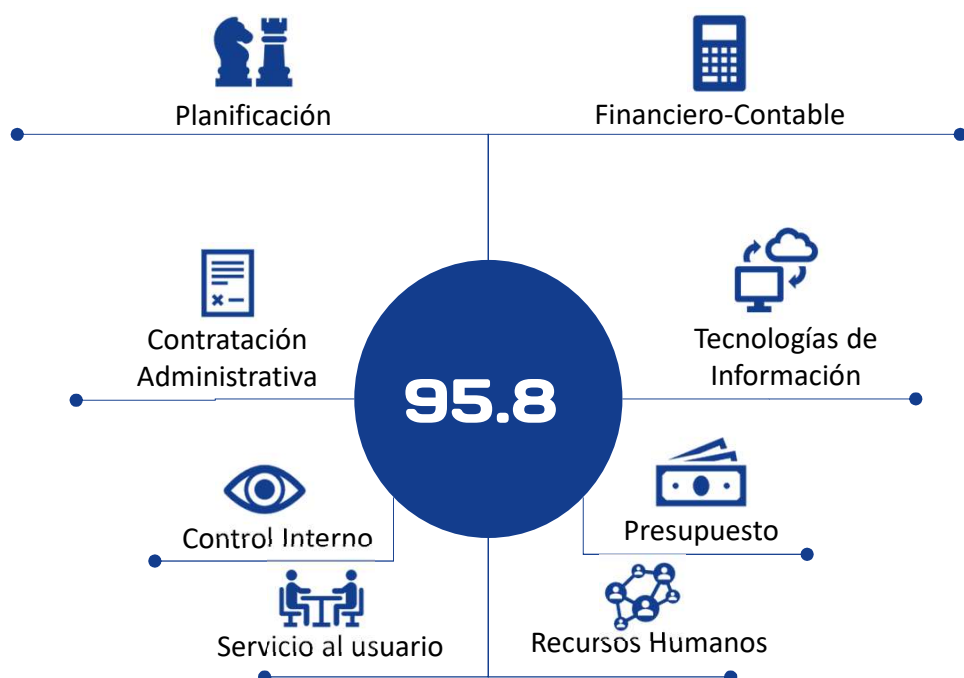 Planificación
Financiero-Contable
Contratación
Administrativa
Tecnologías de
Información
95.8
Control Interno
Presupuesto
Servicio al usuario
Recursos Humanos